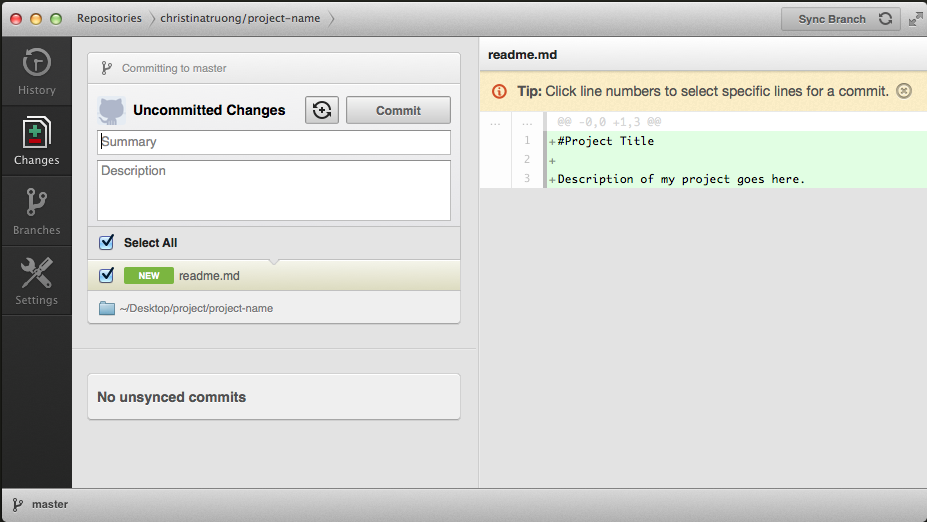 Repositories christinatruong/project-name
Sync Branch
History
Changes
Branches
Settings
Committing to master
Uncommitted Changes
Commit
Summary
Description
Select All
NEW readme.md
~/Desktop/project/project-name
No unsynced commits
readme.md
Tip: Click line numbers to select specific lines for a commit.
... ... @@ -0,0 +1,3 @@
1 +#Project Title
2 +
3 +Description of my project goes here.
master